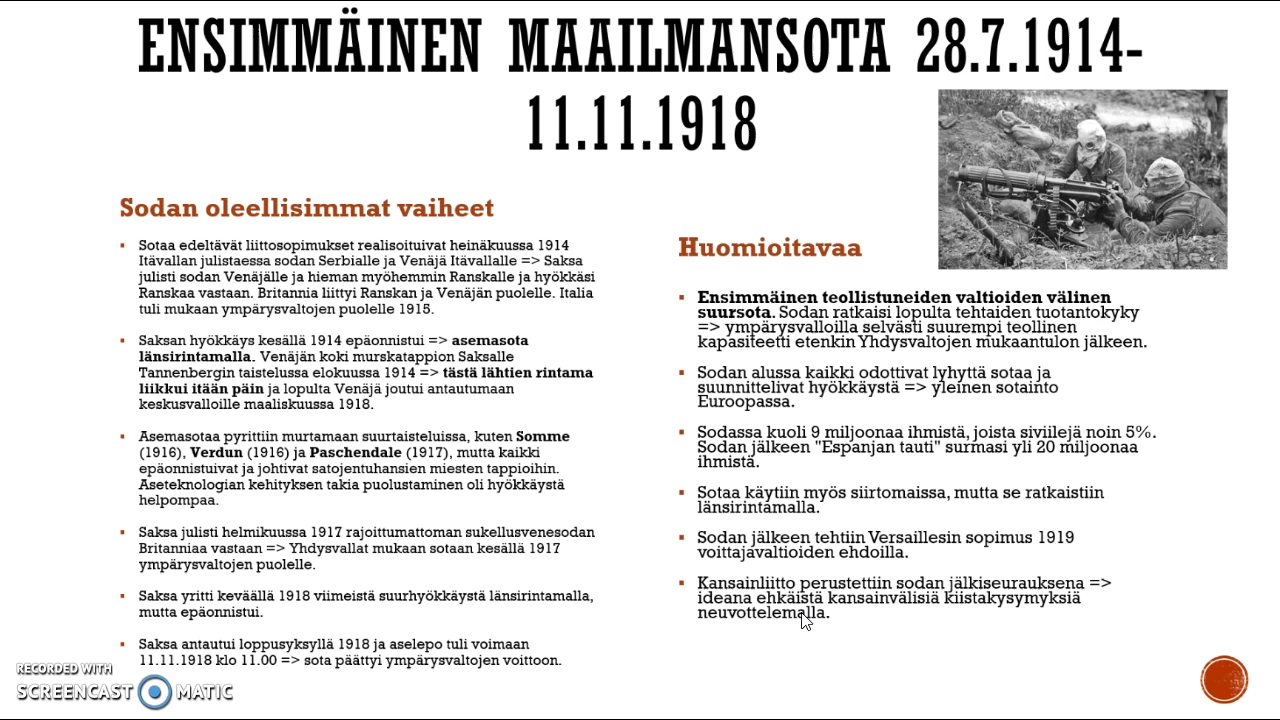 ENSIMMÄINEN MAAILMANSOTA 28.7.1914-
11.11.1918
Sodan oleellisimmat vaiheet
Sotaa edeltävät liittosopimukset realisoituivat heinäkuussa 1914
Itävallan julistaessa sodan Serbialle ja Venäjä Itävallalle => Saksa
julisti sodan Venäjälle ja hieman myöhemmin Ranskalle ja hyökkäsi
Ranskaa vastaan. Britannia liittyi Ranskan ja Venäjän puolelle. Italia
tuli mukaan ympärysvaltojen puolelle 1915.
Saksan hyökkäys kesällä 1914 epäonnistui => asemasota
länsirintamalla. Venäjän koki murskatappion Saksalle
Tannenbergin taistelussa elokuussa 1914 => tästä lähtien rintama
liikkui itään päin ja lopulta Venäjä joutui antautumaan
keskusvalloille maaliskuussa 1918.
Asemasotaa pyrittiin murtamaan suurtaisteluissa, kuten Somme
(1916), Verdun (1916) ja Paschendale (1917), mutta kaikki
epäonnistuivat ja johtivat satojentuhansien miesten tappioihin.
Aseteknologian kehityksen takia puolustaminen oli hyökkäystä
helpompaa.
Saksa julisti helmikuussa 1917 rajoittumattoman sukellusvenesodan
Britanniaa vastaan => Yhdysvallat mukaan sotaan kesällä 1917
ympärysvaltojen puolelle.
Saksa yritti keväällä 1918 viimeistä suurhyökkäystä länsirintamalla,
mutta epäonnistui.
Saksa antautui loppusyksyllä 1918 ja aselepo tuli voimaan
11.11.1918 klo 11.00 => sota päättyi ympärysvaltojen voittoon.
Huomioitavaa
Ensimmäinen teollistuneiden valtioiden välinen
suursota. Sodan ratkaisi lopulta tehtaiden tuotantokyky
=> ympärysvalloilla selvästi suurempi teollinen
kapasiteetti etenkin Yhdysvaltojen mukaantulon jälkeen.
Sodan alussa kaikki odottivat lyhyttä sotaa ja
suunnittelivat hyökkäystä => yleinen sotainto
Euroopassa.
Sodassa kuoli 9 miljoonaa ihmistä, joista siviilejä noin 5%.
Sodan jälkeen "Espanjan tauti" surmasi yli 20 miljoonaa
ihmistä.
Sotaa käytiin myös siirtomaissa, mutta se ratkaistiin
länsirintamalla.
Sodan jälkeen tehtiin Versaillesin sopimus 1919
voittajavaltioiden ehdoilla.
Kansainliitto perustettiin sodan jälkiseurauksena =>
ideana ehkäistä kansainvälisiä kiistakysymyksiä
neuvottelemalla.
RECORDED WITH
SCREENCAST MATIC